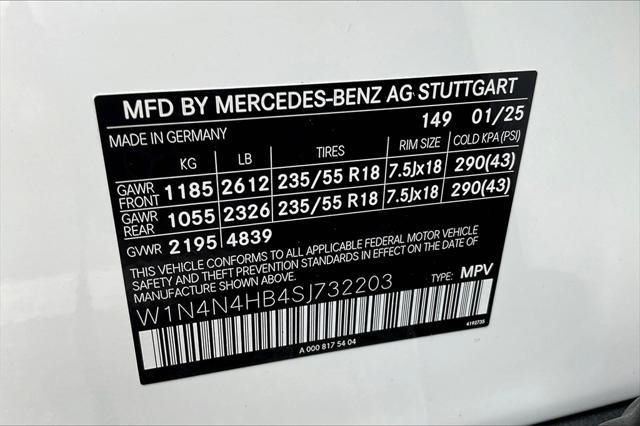 MFD BY MERCEDES-BENZ AG STUTTGART
149 01/25
MADE IN GERMANY
KG LB TIRES RIM SIZE COLD KPA (PSI)
GAWR FRONT 1185 2612 235/55 R18 7.5Jx18 290(43)
GAWR REAR 1055 2326 235/55 R18 7.5Jx18 290(43)
GVWR 2195 4839
THIS VEHICLE CONFORMS TO ALL APPLICABLE FEDERAL MOTOR VEHICLE
SAFETY AND THEFT PREVENTION STANDARDS IN EFFECT ON THE DATE OF
MANUFACTURE SHOWN ABOVE.
TYPE: MPV
W1N4N4HB4SJ732203
A 000 817 54 04
4192735